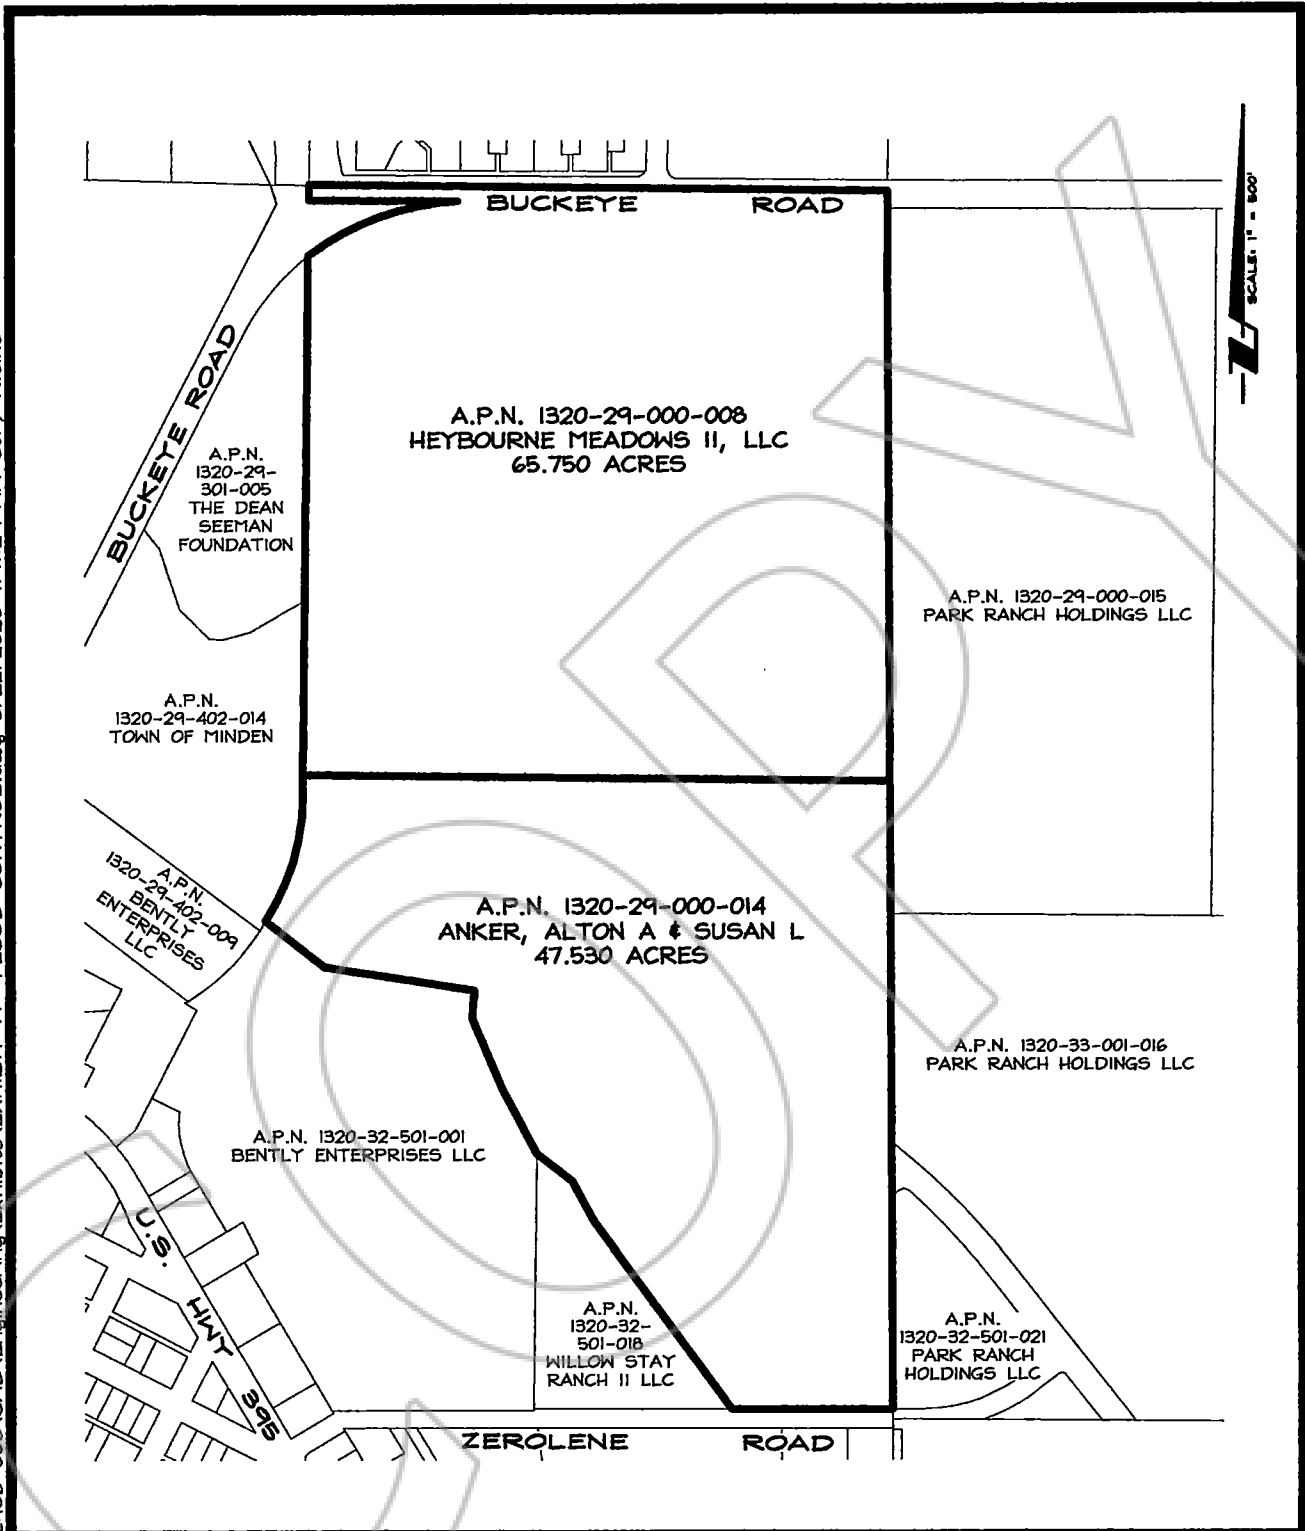 BUCKEYE ROAD
SCALE: 1" = 500'
BUCKEYE ROAD
A.P.N. 1320-29-000-008
HEYBOURNE MEADOWS II, LLC
65.750 ACRES
A.P.N.
1320-29-
301-005
THE DEAN
SEEMAN
FOUNDATION
A.P.N. 1320-29-000-015
PARK RANCH HOLDINGS LLC
A.P.N.
1320-29-402-014
TOWN OF MINDEN
A.P.N.
1320-29-402-009
BENTLY
ENTERPRISES
LLC
A.P.N. 1320-29-000-014
ANKER, ALTON A & SUSAN L
47.530 ACRES
A.P.N. 1320-33-001-016
PARK RANCH HOLDINGS LLC
A.P.N. 1320-32-501-001
BENTLY ENTERPRISES LLC
U.S. HWY 395
A.P.N.
1320-32-
501-018
WILLOW STAY
RANCH II LLC
A.P.N.
1320-32-501-021
PARK RANCH
HOLDINGS LLC
ZEROLENE ROAD
COPY